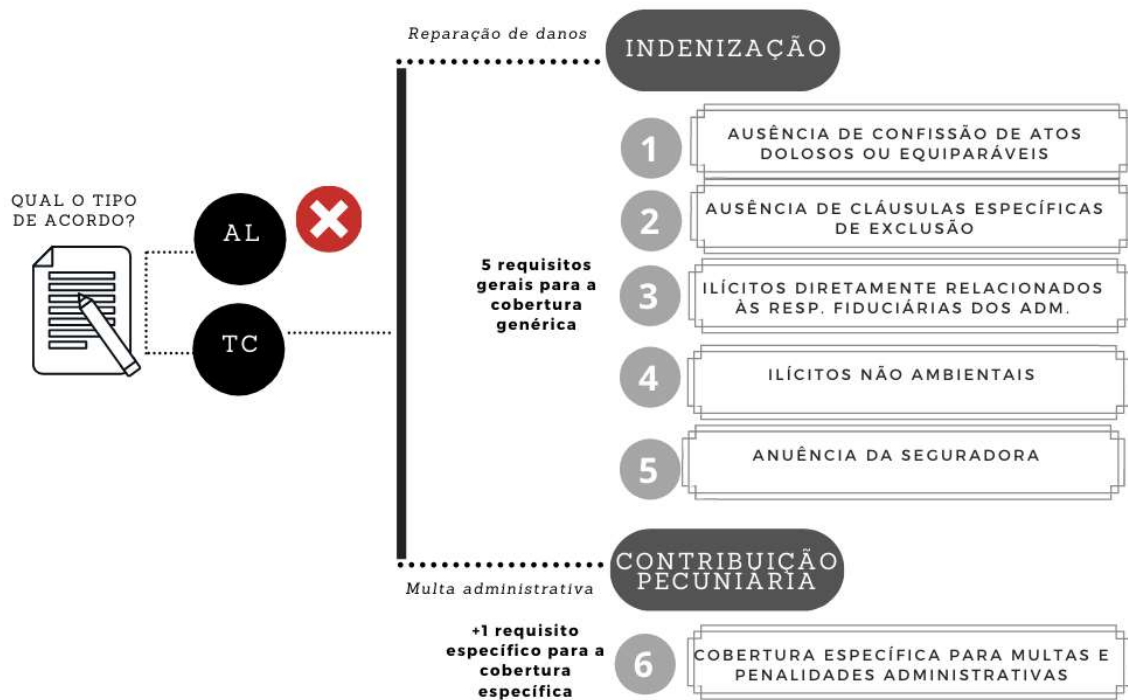 QUAL O TIPO
DE ACORDO?
AL
TC
Reparação de danos
INDENIZAÇÃO
5 requisitos
gerais para a
cobertura
genérica
1
AUSÊNCIA DE CONFISSÃO DE ATOS
DOLOSOS OU EQUIPARÁVEIS
2
AUSÊNCIA DE CLÁUSULAS ESPECÍFICAS
DE EXCLUSÃO
3
ILÍCITOS DIRETAMENTE RELACIONADOS
ÀS RESP. FIDUCIÁRIAS DOS ADM.
4
ILÍCITOS NÃO AMBIENTAIS
5
ANUÊNCIA DA SEGURADORA
Multa administrativa
CONTRIBUIÇÃO
PECUNIÁRIA
+1 requisito
específico para a
cobertura
específica
6
COBERTURA ESPECÍFICA PARA MULTAS E
PENALIDADES ADMINISTRATIVAS